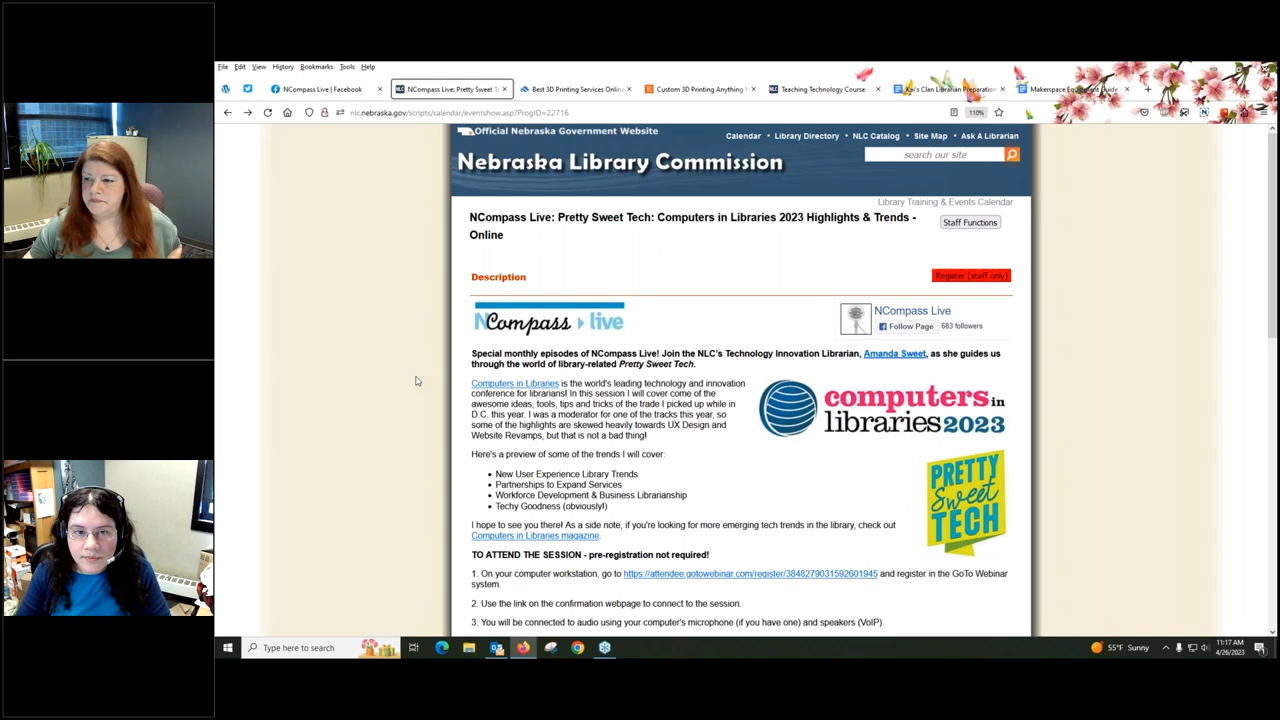 File Edit View History Bookmarks Tools Help
NCompass Live | Facebook × NCompass Live: Pretty Sweet Te × Best 3D Printing Services Online × Custom 3D Printing Anything × Teaching Technology Course × Kai's Clan Librarian Preparation × Makerspace Equipment Guide × +
nlc.nebraska.gov/scripts/calendar/eventshow.asp?ProgID=22716 110%
Official Nebraska Government Website
Calendar • Library Directory • NLC Catalog • Site Map • Ask A Librarian
Nebraska Library Commission
search our site
Library Training & Events Calendar
NCompass Live: Pretty Sweet Tech: Computers in Libraries 2023 Highlights & Trends -
Online
Staff Functions
Description
Register (staff only)
NCompass live
NCompass Live
Follow Page 683 followers
Special monthly episodes of NCompass Live! Join the NLC's Technology Innovation Librarian, Amanda Sweet, as she guides us
through the world of library-related Pretty Sweet Tech.
Computers in Libraries is the world's leading technology and innovation
conference for librarians! In this session I will cover come of the
awesome ideas, tools, tips and tricks of the trade I picked up while in
D.C. this year. I was a moderator for one of the tracks this year, so
some of the highlights are skewed heavily towards UX Design and
Website Revamps, but that is not a bad thing!
computers in
libraries 2023
Here's a preview of some of the trends I will cover:
• New User Experience Library Trends
• Partnerships to Expand Services
• Workforce Development & Business Librarianship
• Techy Goodness (obviously!)
PRETTY
Sweet
TECH
I hope to see you there! As a side note, if you're looking for more emerging tech trends in the library, check out
Computers in Libraries magazine.
TO ATTEND THE SESSION - pre-registration not required!
1. On your computer workstation, go to https://attendee.gotowebinar.com/register/3848279031592601945 and register in the GoTo Webinar
system.
2. Use the link on the confirmation webpage to connect to the session.
3. You will be connected to audio using your computer's microphone (if you have one) and speakers (VoIP).
Type here to search
55°F Sunny
11:17 AM
4/26/2023